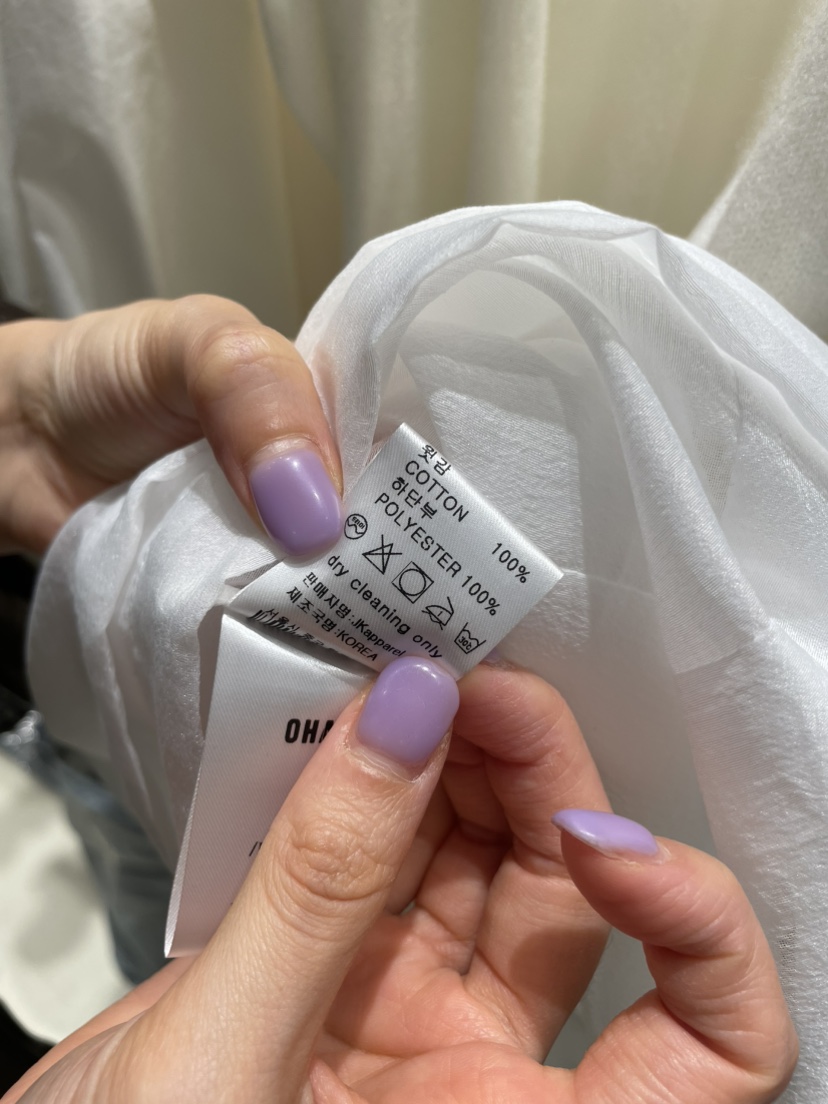 윗감
COTTON 100%
하단부
POLYESTER 100%
dry cleaning only
판매자명:JKapparel
제조국명:KOREA
OHA